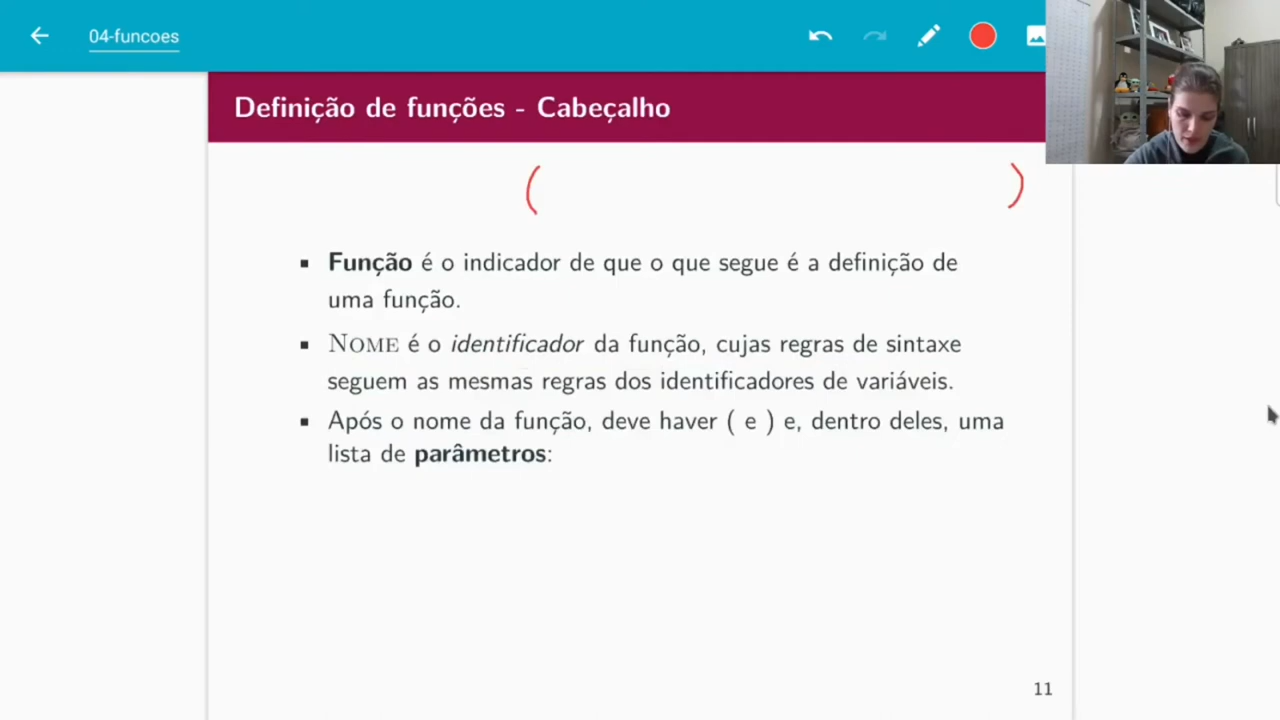 04-funcoes
Definição de funções - Cabeçalho
( )
▪ Função é o indicador de que o que segue é a definição de
uma função.
▪ NOME é o identificador da função, cujas regras de sintaxe
seguem as mesmas regras dos identificadores de variáveis.
▪ Após o nome da função, deve haver ( e ) e, dentro deles, uma
lista de parâmetros:
11